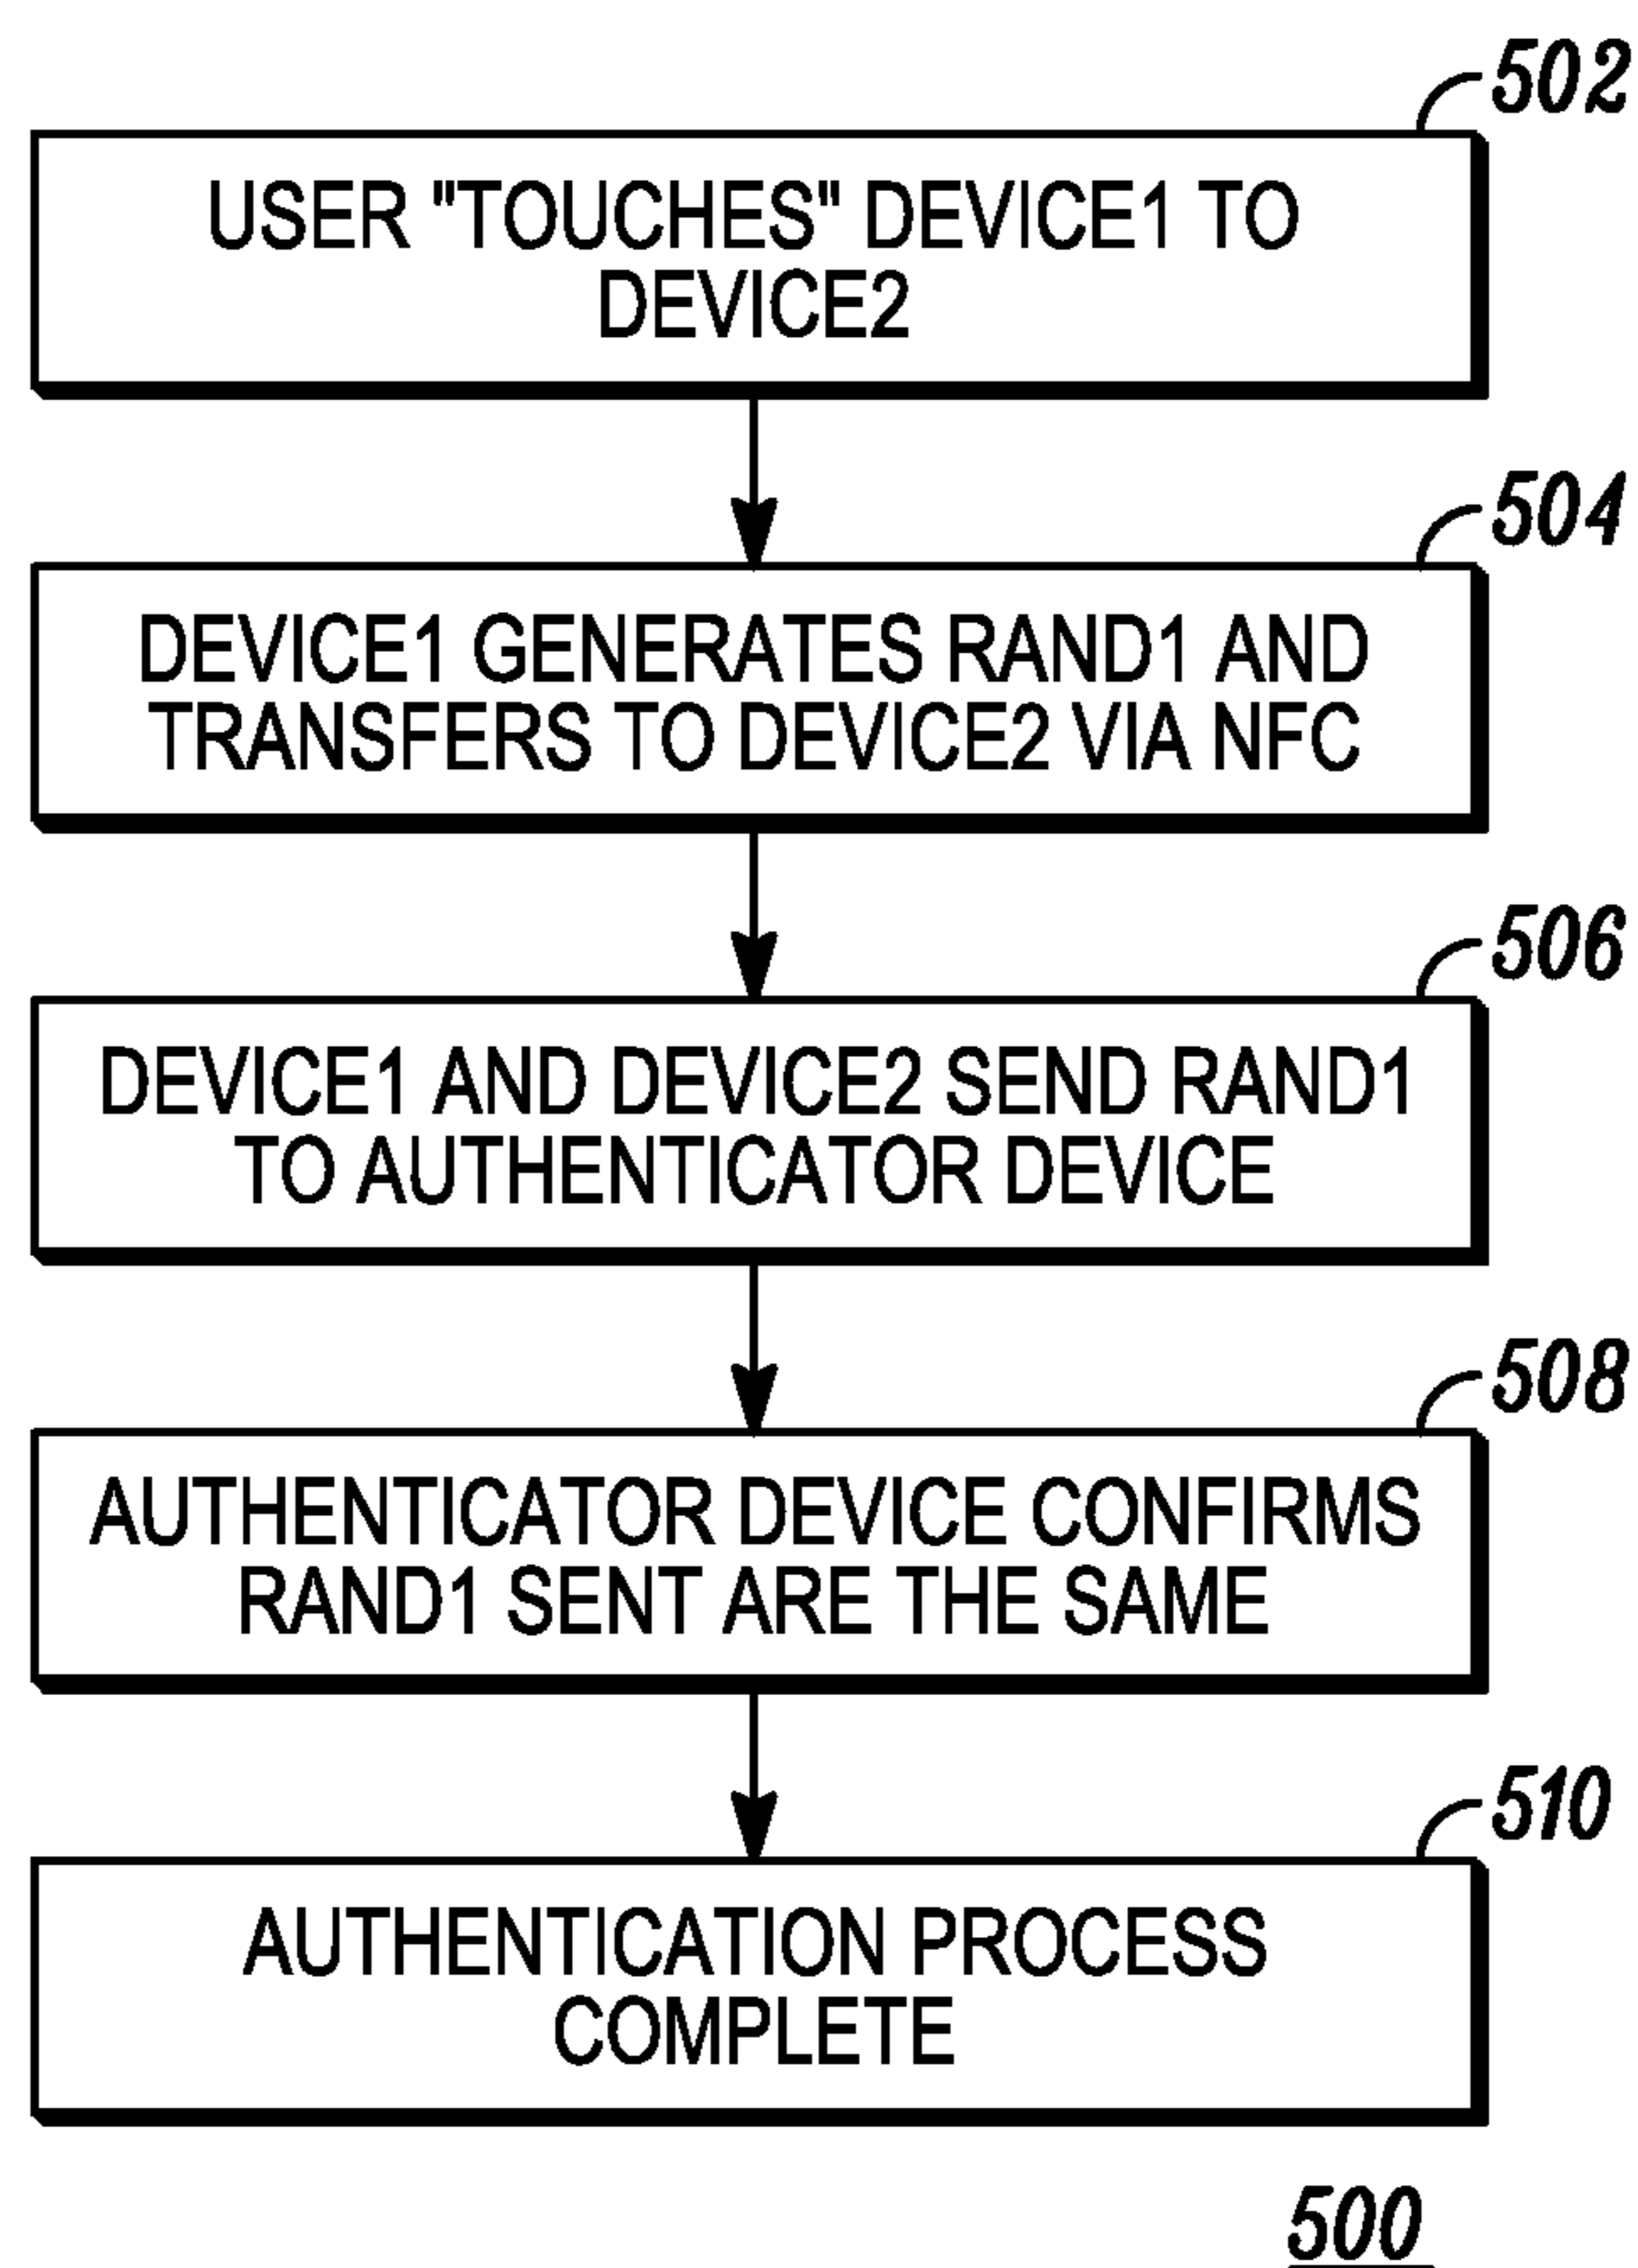 502
USER "TOUCHES" DEVICE1 TO
DEVICE2
504
DEVICE1 GENERATES RAND1 AND
TRANSFERS TO DEVICE2 VIA NFC
506
DEVICE1 AND DEVICE2 SEND RAND1
TO AUTHENTICATOR DEVICE
508
AUTHENTICATOR DEVICE CONFIRMS
RAND1 SENT ARE THE SAME
510
AUTHENTICATION PROCESS
COMPLETE
500